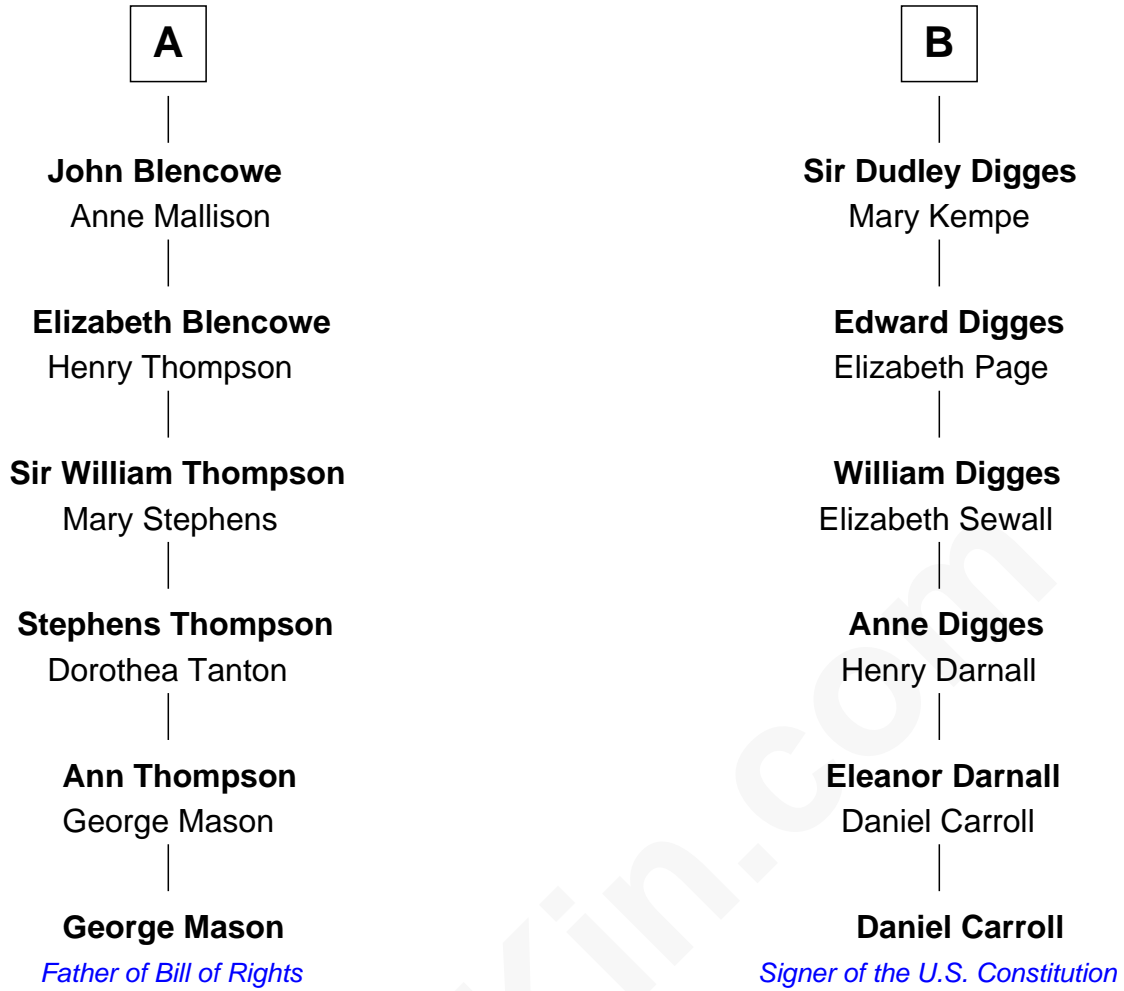 A
John Blencowe
Anne Mallison
Elizabeth Blencowe
Henry Thompson
Sir William Thompson
Mary Stephens
Stephens Thompson
Dorothea Tanton
Ann Thompson
George Mason
George Mason
Father of Bill of Rights
B
Sir Dudley Digges
Mary Kempe
Edward Digges
Elizabeth Page
William Digges
Elizabeth Sewall
Anne Digges
Henry Darnall
Eleanor Darnall
Daniel Carroll
Daniel Carroll
Signer of the U.S. Constitution